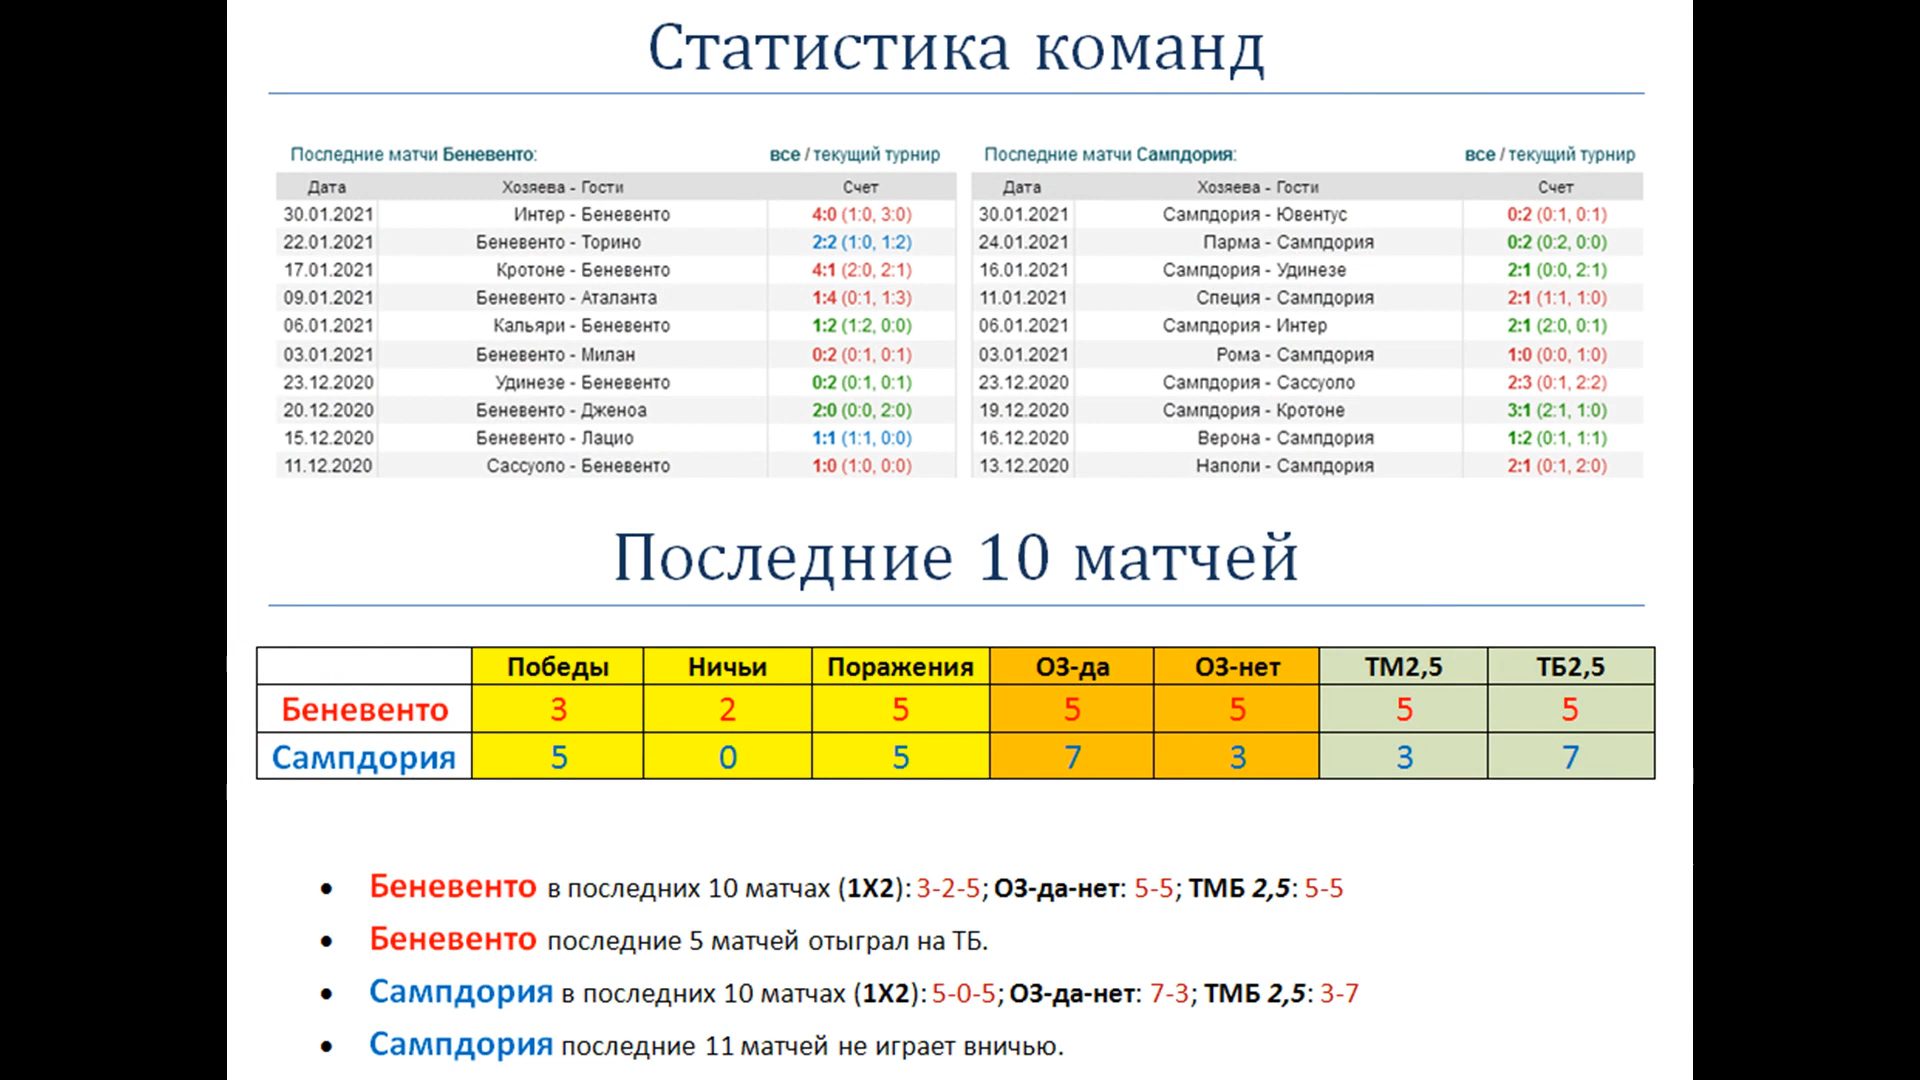 Статистика команд
Последние матчи Беневенто: все / текущий турнир
Дата Хозяева - Гости Счет
30.01.2021 Интер - Беневенто 4:0 (1:0, 3:0)
22.01.2021 Беневенто - Торино 2:2 (1:0, 1:2)
17.01.2021 Кротоне - Беневенто 4:1 (2:0, 2:1)
09.01.2021 Беневенто - Аталанта 1:4 (0:1, 1:3)
06.01.2021 Кальяри - Беневенто 1:2 (1:2, 0:0)
03.01.2021 Беневенто - Милан 0:2 (0:1, 0:1)
23.12.2020 Удинезе - Беневенто 0:2 (0:1, 0:1)
20.12.2020 Беневенто - Дженоа 2:0 (0:0, 2:0)
15.12.2020 Беневенто - Лацио 1:1 (1:1, 0:0)
11.12.2020 Сассуоло - Беневенто 1:0 (1:0, 0:0)
Последние матчи Сампдория: все / текущий турнир
Дата Хозяева - Гости Счет
30.01.2021 Сампдория - Ювентус 0:2 (0:1, 0:1)
24.01.2021 Парма - Сампдория 0:2 (0:2, 0:0)
16.01.2021 Сампдория - Удинезе 2:1 (0:0, 2:1)
11.01.2021 Специя - Сампдория 2:1 (1:1, 1:0)
06.01.2021 Сампдория - Интер 2:1 (2:0, 0:1)
03.01.2021 Рома - Сампдория 1:0 (0:0, 1:0)
23.12.2020 Сампдория - Сассуоло 2:3 (0:1, 2:2)
19.12.2020 Сампдория - Кротоне 3:1 (2:1, 1:0)
16.12.2020 Верона - Сампдория 1:2 (0:1, 1:1)
13.12.2020 Наполи - Сампдория 2:1 (0:1, 2:0)
Последние 10 матчей
Победы Ничьи Поражения ОЗ-да ОЗ-нет ТМ2,5 ТБ2,5
Беневенто 3 2 5 5 5 5 5
Сампдория 5 0 5 7 3 3 7
• Беневенто в последних 10 матчах (1Х2): 3-2-5; ОЗ-да-нет: 5-5; ТМБ 2,5: 5-5
• Беневенто последние 5 матчей отыграл на ТБ.
• Сампдория в последних 10 матчах (1Х2): 5-0-5; ОЗ-да-нет: 7-3; ТМБ 2,5: 3-7
• Сампдория последние 11 матчей не играет вничью.